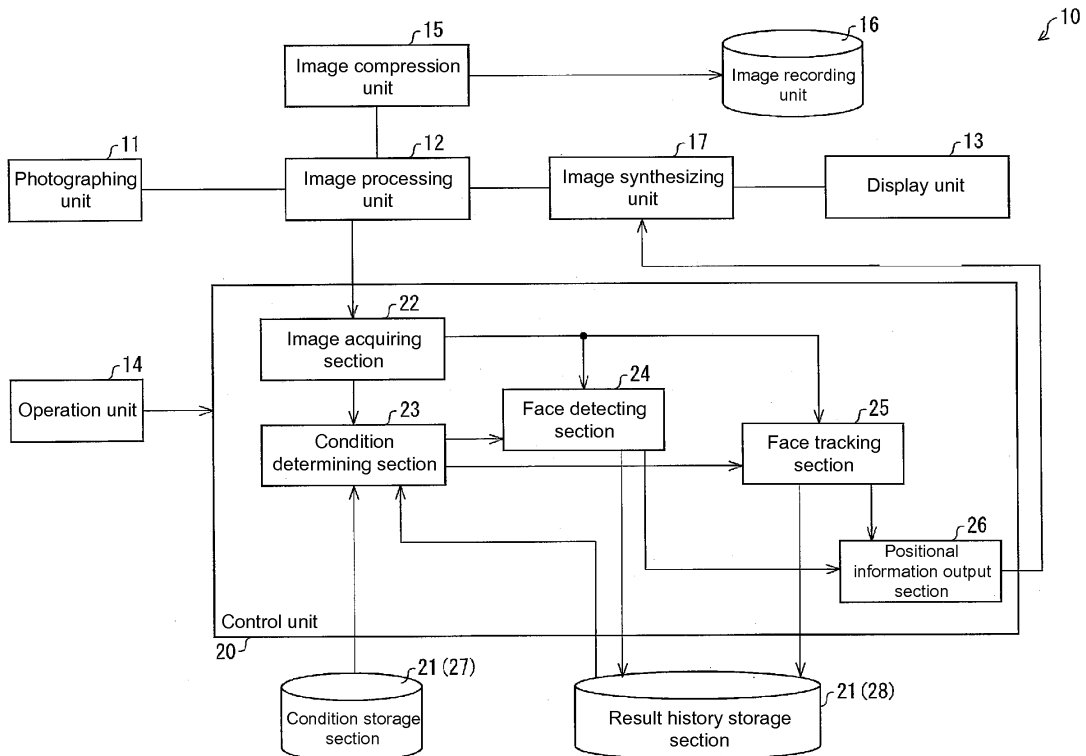 10
15
Image compression
unit
16
Image recording
unit
11
Photographing
unit
12
Image processing
unit
17
Image synthesizing
unit
13
Display unit
22
Image acquiring
section
14
Operation unit
23
Condition
determining section
24
Face detecting
section
25
Face tracking
section
26
Positional
information output
section
Control unit
20
21 (27)
Condition storage
section
21 (28)
Result history storage
section